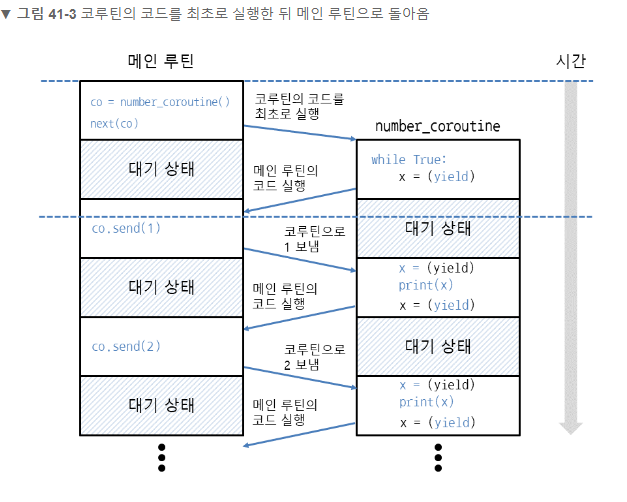 ▼ 그림 41-3 코루틴의 코드를 최초로 실행한 뒤 메인 루틴으로 돌아옴
메인 루틴
시간
co = number_coroutine()
next(co)
코루틴의 코드를
최초로 실행
number_coroutine
대기 상태
메인 루틴의
코드 실행
while True:
x = (yield)
co.send(1)
코루틴으로
1 보냄
대기 상태
대기 상태
메인 루틴의
코드 실행
x = (yield)
print(x)
x = (yield)
co.send(2)
코루틴으로
2 보냄
대기 상태
대기 상태
메인 루틴의
코드 실행
x = (yield)
print(x)
x = (yield)